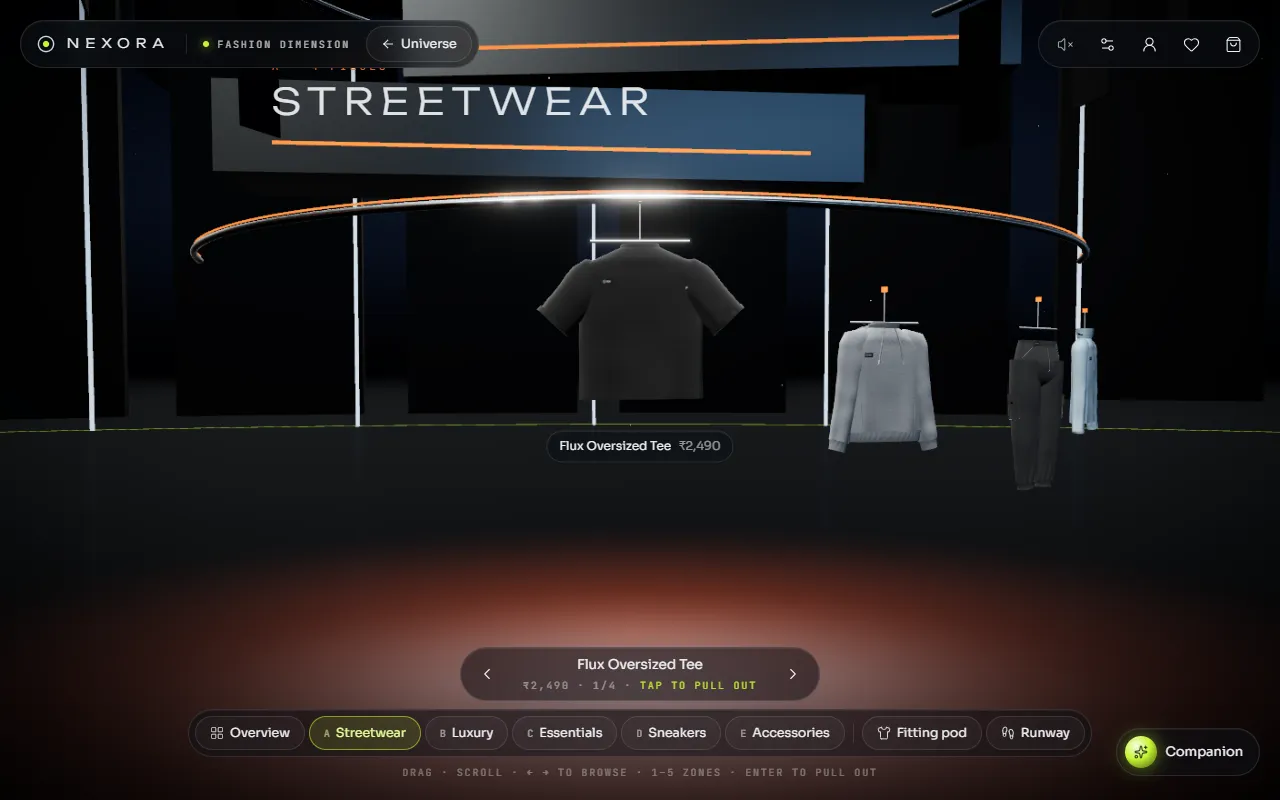 NEXORA
FASHION DIMENSION
← Universe
STREETWEAR
Flux Oversized Tee ₹2,490
Flux Oversized Tee
₹2,490 · 1/4 · TAP TO PULL OUT
Overview
A Streetwear
B Luxury
C Essentials
D Sneakers
E Accessories
Fitting pod
Runway
Companion
DRAG · SCROLL · ← → TO BROWSE · 1–5 ZONES · ENTER TO PULL OUT